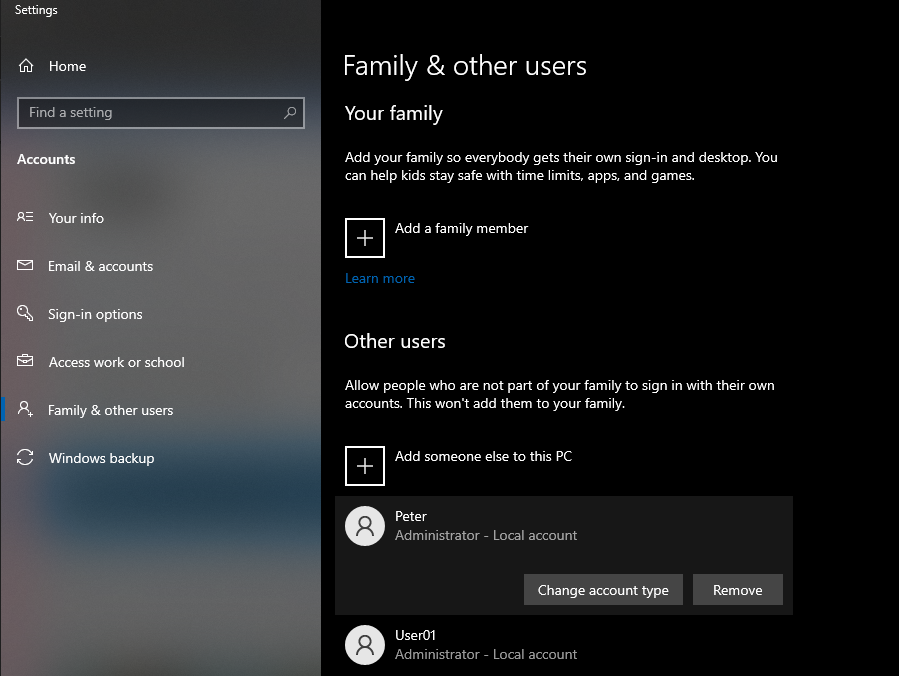 Settings
Home
Find a setting
Accounts
Your info
Email & accounts
Sign-in options
Access work or school
Family & other users
Windows backup
Family & other users
Your family
Add your family so everybody gets their own sign-in and desktop. You
can help kids stay safe with time limits, apps, and games.
Add a family member
Learn more
Other users
Allow people who are not part of your family to sign in with their own
accounts. This won't add them to your family.
Add someone else to this PC
Peter
Administrator - Local account
Change account type
Remove
User01
Administrator - Local account